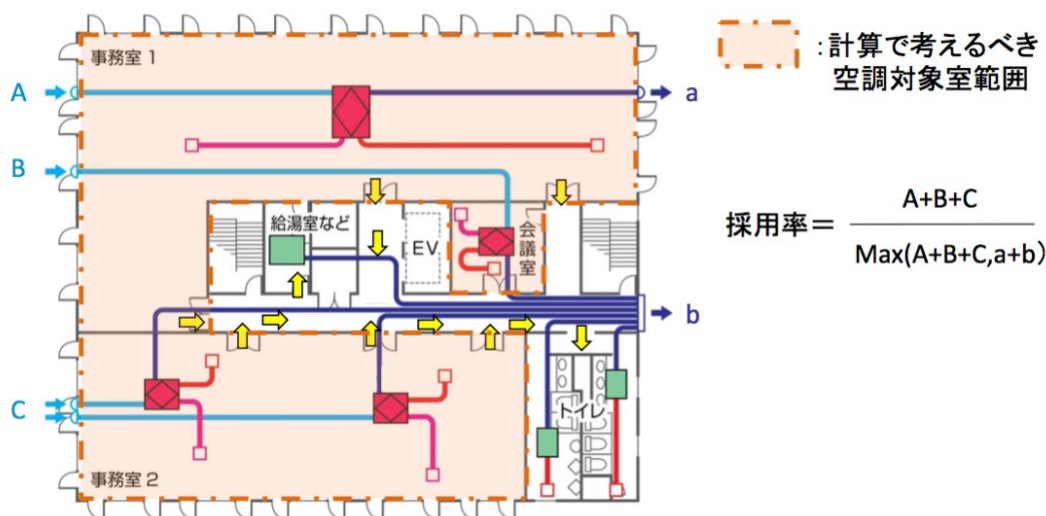 事務室1
:計算で考えるべき
空調対象室範囲
A
a
B
給湯室など
EV
会議室
採用率＝ A+B+C
Max(A+B+C,a+b)
b
C
トイレ
事務室2